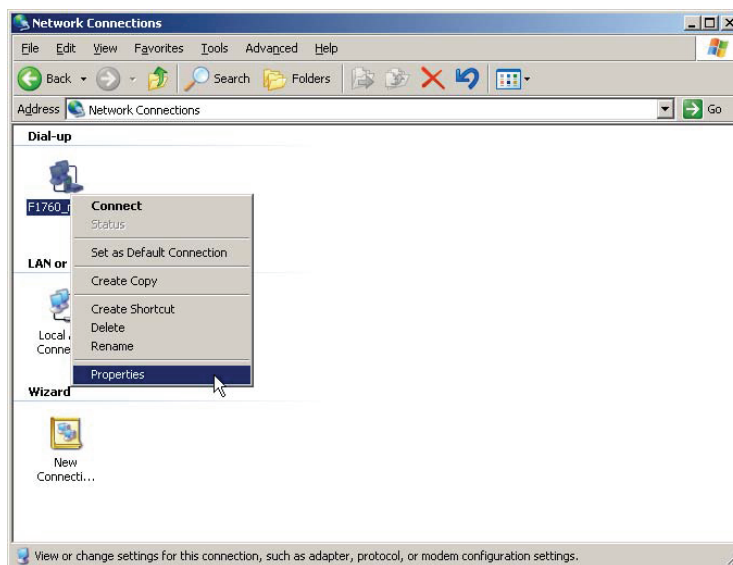 Network Connections
File Edit View Favorites Tools Advanced Help
Back Search Folders
Address Network Connections Go
Dial-up
Connect
Status
Set as Default Connection
LAN or
Create Copy
Create Shortcut
Local
Delete
Conne
Rename
Properties
Wizard
New
Connecti...
View or change settings for this connection, such as adapter, protocol, or modem configuration settings.